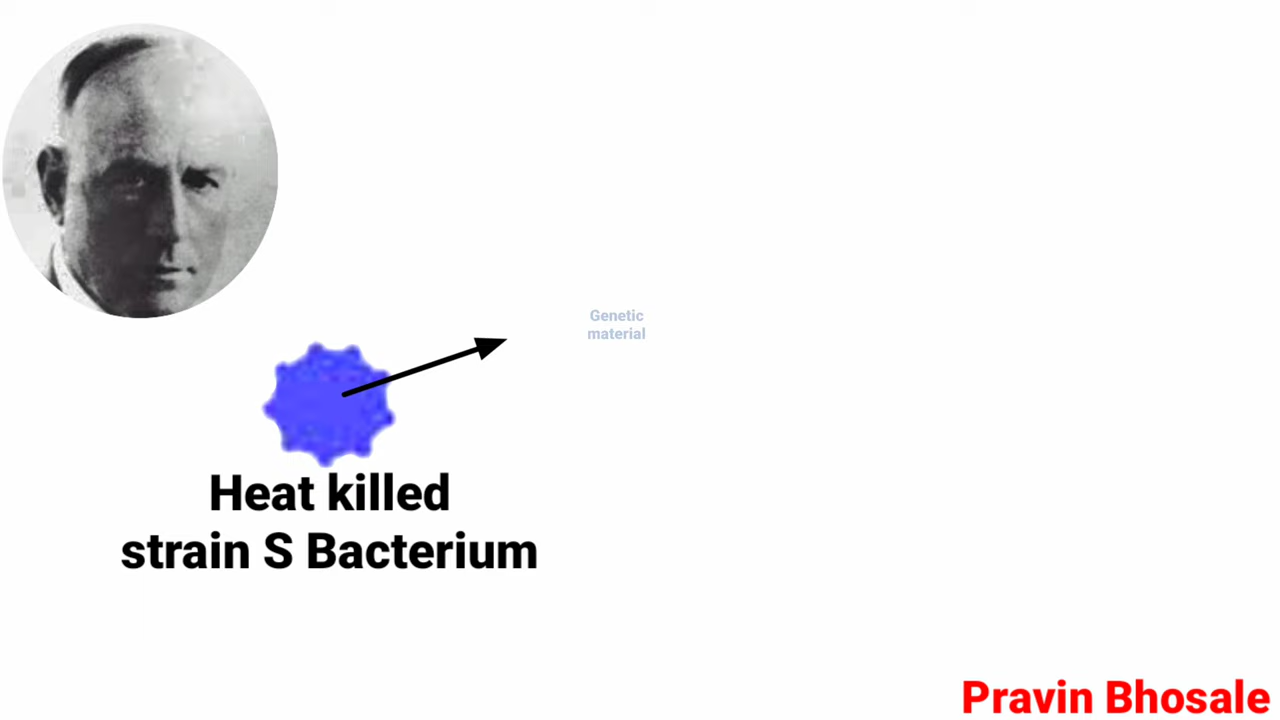 Genetic
material
Heat killed
strain S Bacterium
Pravin Bhosale